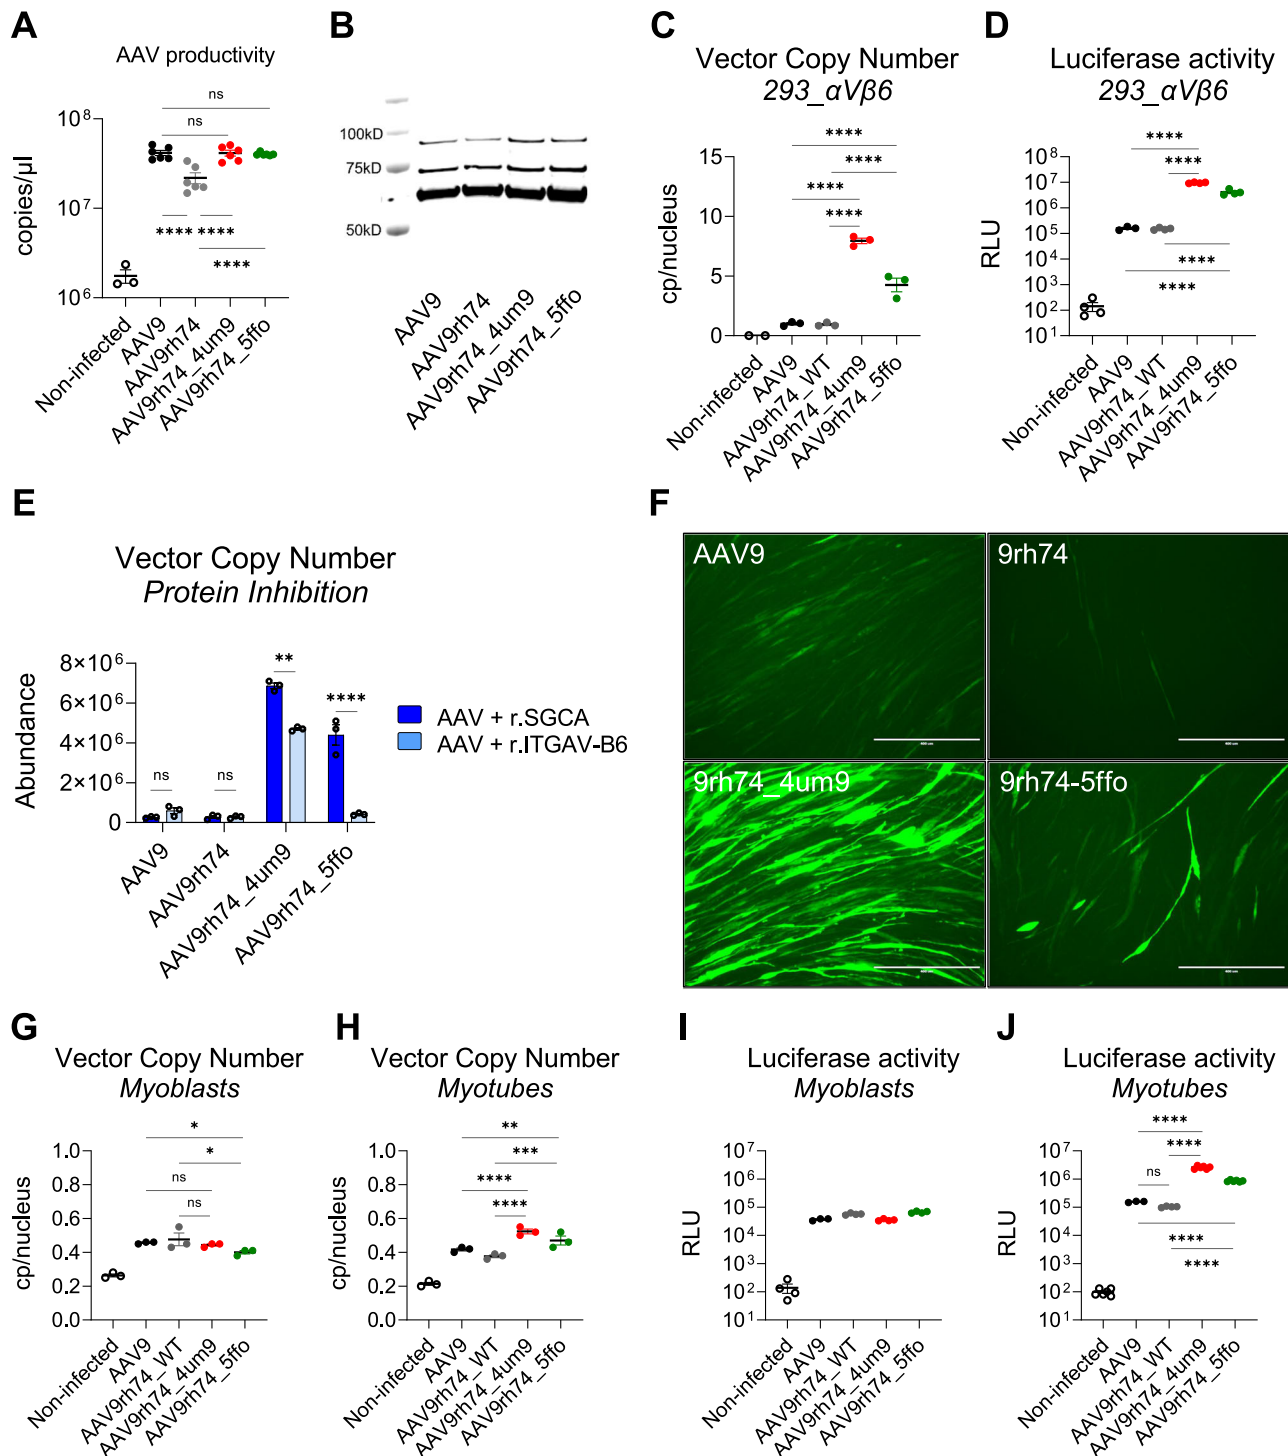 A
AAV productivity
ns
ns
10⁸
10⁷
10⁶
copies/µl
****
****
****
Non-infected
AAV9
AAV9rh74
AAV9rh74_4um9
AAV9rh74_5ffo
B
100kD
75kD
50kD
AAV9
AAV9rh74
AAV9rh74_4um9
AAV9rh74_5ffo
C
Vector Copy Number
293_αVβ6
****
****
****
****
15
10
5
0
cp/nucleus
Non-infected
AAV9
AAV9rh74_WT
AAV9rh74_4um9
AAV9rh74_5ffo
D
Luciferase activity
293_αVβ6
****
****
10⁸
10⁷
10⁶
10⁵
10⁴
10³
10²
10¹
RLU
****
****
Non-infected
AAV9
AAV9rh74_WT
AAV9rh74_4um9
AAV9rh74_5ffo
E
Vector Copy Number
Protein Inhibition
8×10⁶
6×10⁶
4×10⁶
2×10⁶
0
Abundance
ns
ns
**
****
AAV + r.SGCA
AAV + r.ITGAV-B6
AAV9
AAV9rh74
AAV9rh74_4um9
AAV9rh74_5ffo
F
AAV9
9rh74
9rh74_4um9
9rh74-5ffo
G
Vector Copy Number
Myoblasts
*
*
ns
ns
1.0
0.8
0.6
0.4
0.2
0.0
cp/nucleus
Non-infected
AAV9
AAV9rh74_WT
AAV9rh74_4um9
AAV9rh74_5ffo
H
Vector Copy Number
Myotubes
**
***
****
****
1.0
0.8
0.6
0.4
0.2
0.0
cp/nucleus
Non-infected
AAV9
AAV9rh74_WT
AAV9rh74_4um9
AAV9rh74_5ffo
I
Luciferase activity
Myoblasts
10⁷
10⁶
10⁵
10⁴
10³
10²
10¹
RLU
Non-infected
AAV9
AAV9rh74_WT
AAV9rh74_4um9
AAV9rh74_5ffo
J
Luciferase activity
Myotubes
****
****
ns
10⁷
10⁶
10⁵
10⁴
10³
10²
10¹
RLU
****
****
Non-infected
AAV9
AAV9rh74_WT
AAV9rh74_4um9
AAV9rh74_5ffo